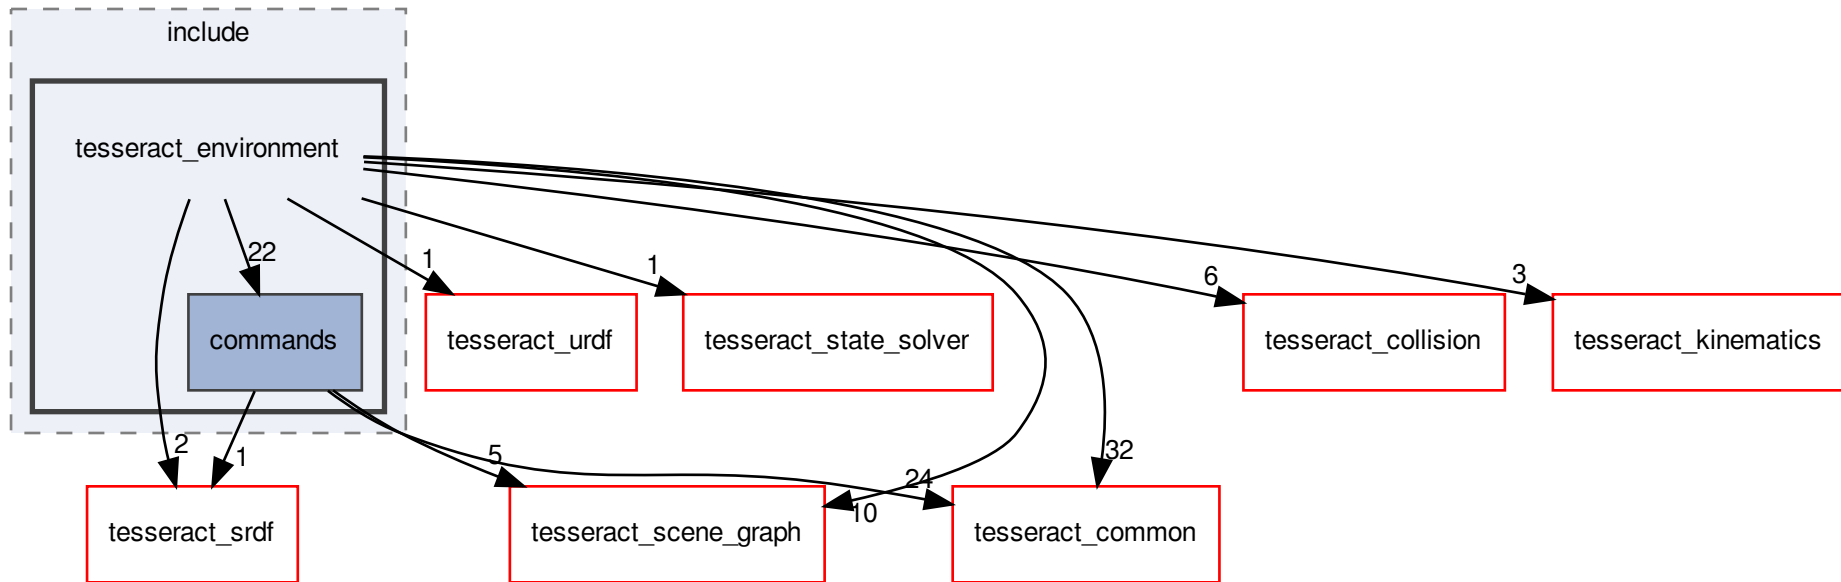 include
tesseract_environment
22
1
1
6
3
commands
tesseract_urdf
tesseract_state_solver
tesseract_collision
tesseract_kinematics
2
1
5
24
10
32
tesseract_srdf
tesseract_scene_graph
tesseract_common